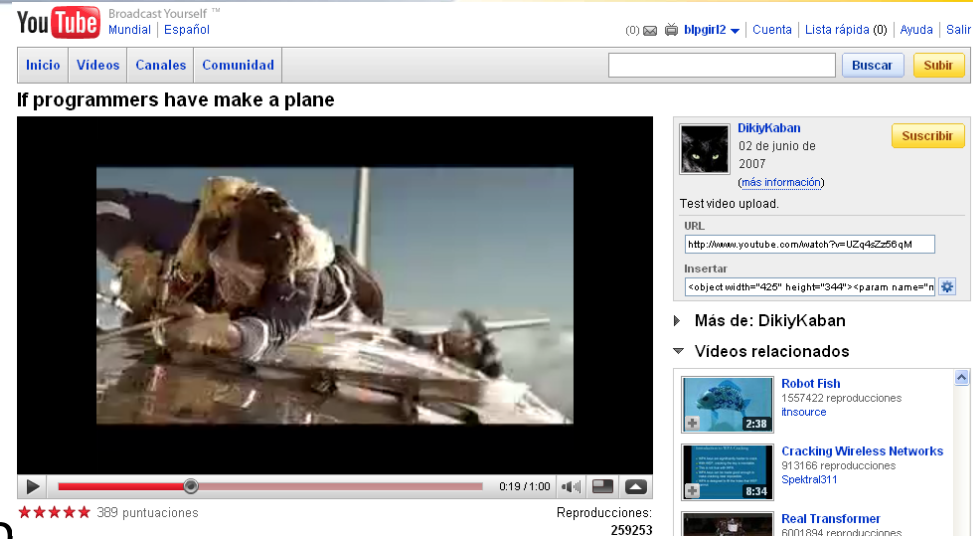 YouTube
Broadcast Yourself ™
Mundial | Español
(0) blpgirl2 | Cuenta | Lista rápida (0) | Ayuda | Salir
Inicio Vídeos Canales Comunidad
Buscar Subir
If programmers have make a plane
DikiyKaban
02 de junio de
2007
(más información)
Suscribir
Test video upload.
URL
http://www.youtube.com/watch?v=UZq4sZz56qM
Insertar
<object width="425" height="344"><param name="n
Más de: DikiyKaban
Vídeos relacionados
Robot Fish
1557422 reproducciones
itnsource
2:38
Cracking Wireless Networks
913166 reproducciones
Spektral311
8:34
Real Transformer
6001894 reproducciones
0:19 / 1:00
389 puntuaciones
Reproducciones:
259253